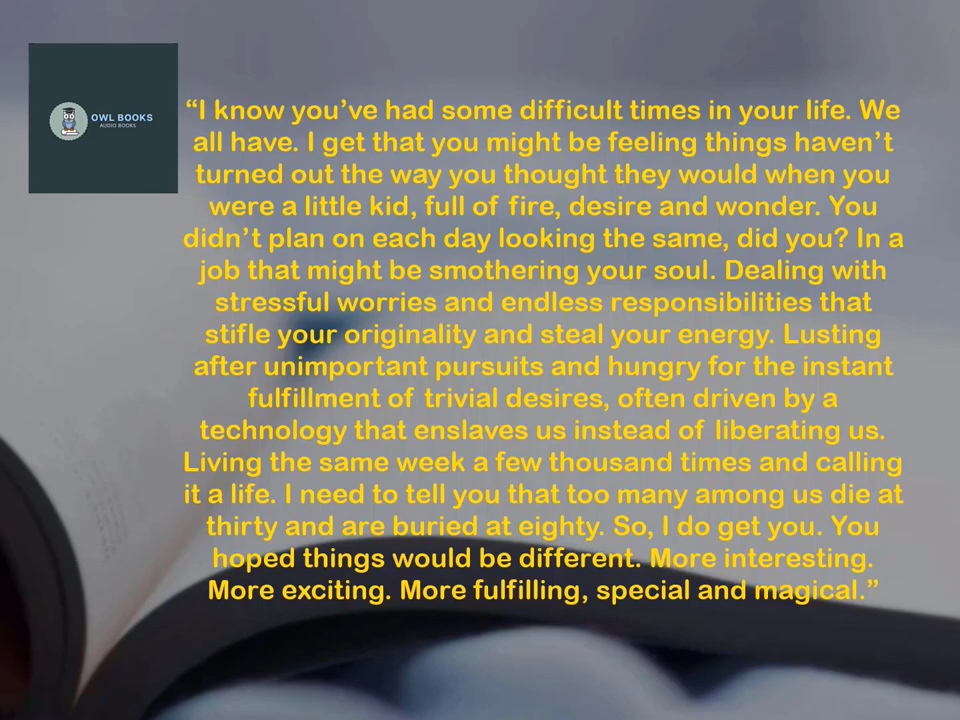 OWL BOOKS
AUDIO BOOKS
“I know you’ve had some difficult times in your life. We
all have. I get that you might be feeling things haven’t
turned out the way you thought they would when you
were a little kid, full of fire, desire and wonder. You
didn’t plan on each day looking the same, did you? In a
job that might be smothering your soul. Dealing with
stressful worries and endless responsibilities that
stifle your originality and steal your energy. Lusting
after unimportant pursuits and hungry for the instant
fulfillment of trivial desires, often driven by a
technology that enslaves us instead of liberating us.
Living the same week a few thousand times and calling
it a life. I need to tell you that too many among us die at
thirty and are buried at eighty. So, I do get you. You
hoped things would be different. More interesting.
More exciting. More fulfilling, special and magical.”